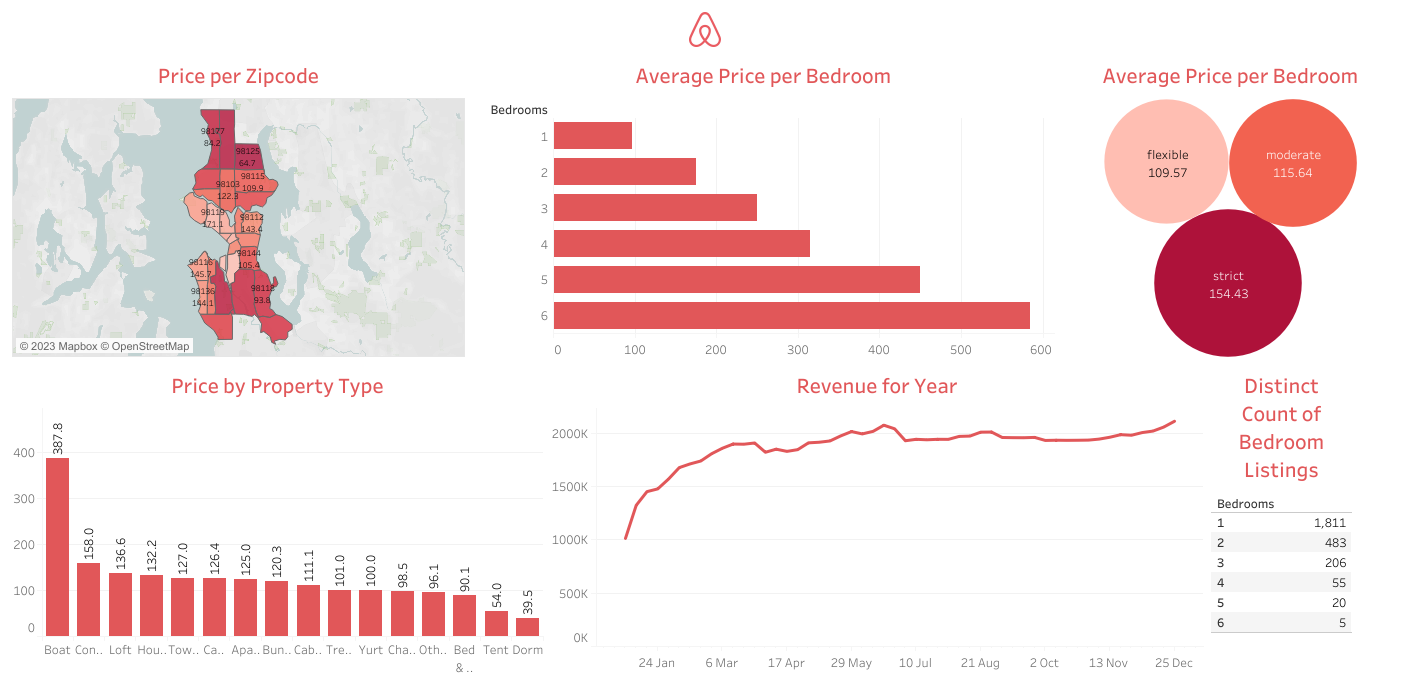 Price per Zipcode
98177
84.2
98125
64.7
98115
109.9
98103
122.3
98119
171.1
98112
143.4
98144
105.4
98116
145.7
98136
144.1
98118
93.8
© 2023 Mapbox © OpenStreetMap
Average Price per Bedroom
Bedrooms
1
2
3
4
5
6
0 100 200 300 400 500 600
Average Price per Bedroom
flexible
109.57
moderate
115.64
strict
154.43
Price by Property Type
400
300
200
100
0
387.8 158.0 136.6 132.2 127.0 126.4 125.0 120.3 111.1 101.0 100.0 98.5 96.1 90.1 54.0 39.5
Boat Con.. Loft Hou.. Tow.. Ca.. Apa.. Bun.. Cab.. Tre.. Yurt Cha.. Oth.. Bed Tent Dorm
& ..
Revenue for Year
2000K
1500K
1000K
500K
0K
24 Jan 6 Mar 17 Apr 29 May 10 Jul 21 Aug 2 Oct 13 Nov 25 Dec
Distinct
Count of
Bedroom
Listings
Bedrooms
1 1,811
2 483
3 206
4 55
5 20
6 5